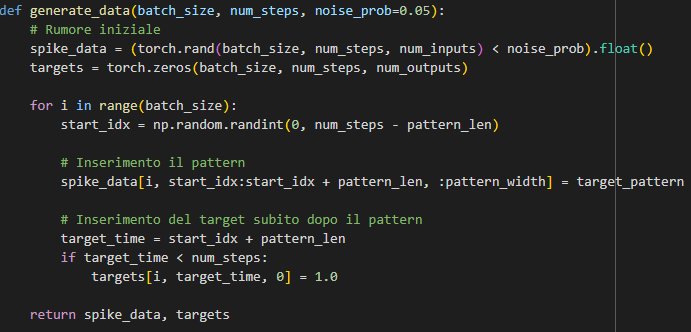 def generate_data(batch_size, num_steps, noise_prob=0.05):
    # Rumore iniziale
    spike_data = (torch.rand(batch_size, num_steps, num_inputs) < noise_prob).float()
    targets = torch.zeros(batch_size, num_steps, num_outputs)

    for i in range(batch_size):
        start_idx = np.random.randint(0, num_steps - pattern_len)

        # Inserimento il pattern
        spike_data[i, start_idx:start_idx + pattern_len, :pattern_width] = target_pattern

        # Inserimento del target subito dopo il pattern
        target_time = start_idx + pattern_len
        if target_time < num_steps:
            targets[i, target_time, 0] = 1.0

    return spike_data, targets